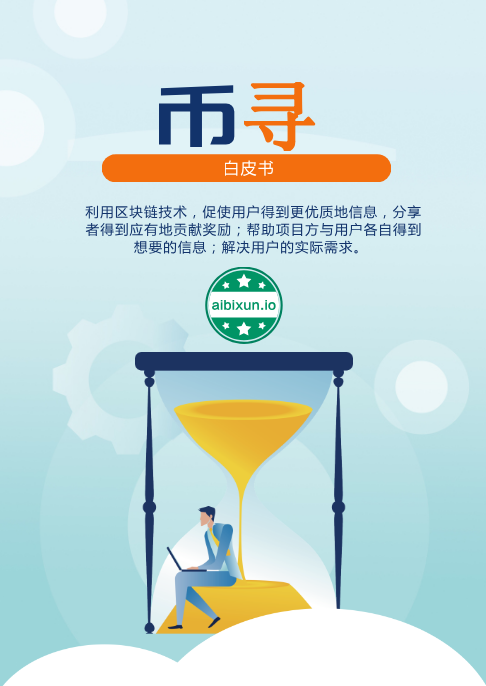 币寻
白皮书
利用区块链技术，促使用户得到更优质地信息，分享
者得到应有地贡献奖励；帮助项目方与用户各自得到
想要的信息；解决用户的实际需求。
aibixun.io